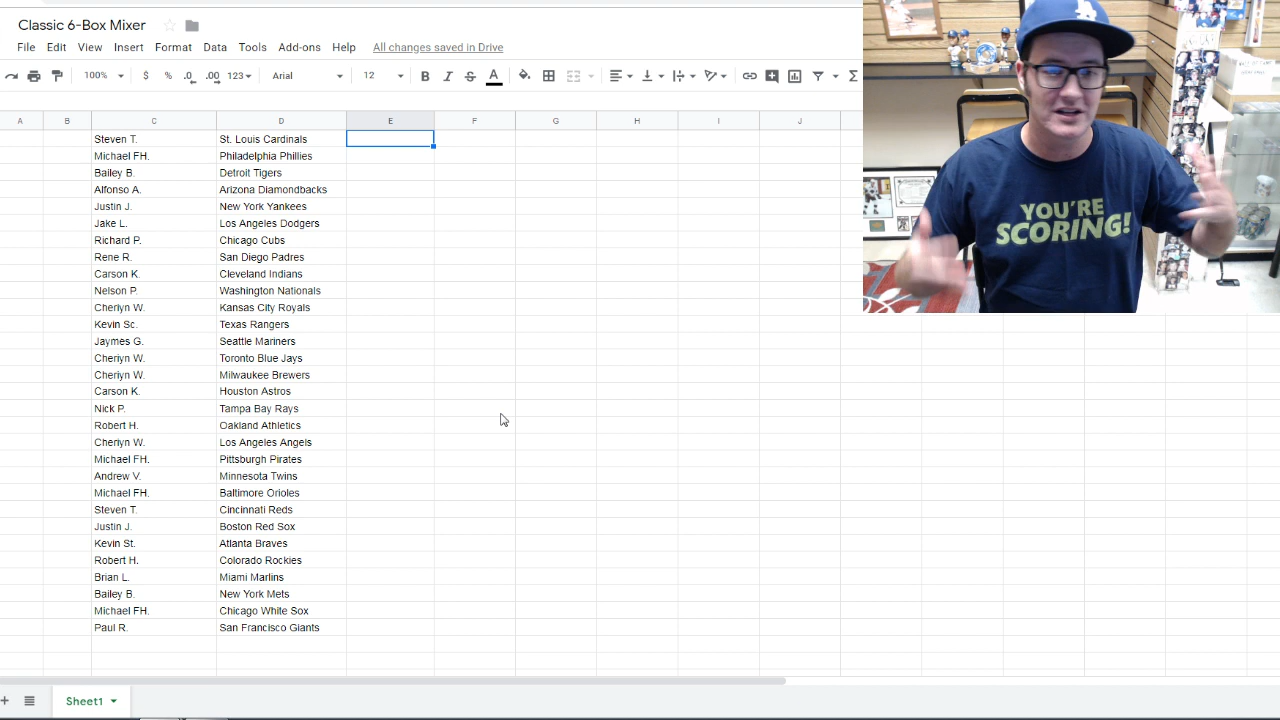 Classic 6-Box Mixer
File Edit View Insert Format Data Tools Add-ons Help All changes saved in Drive
100% $ % .0 .00 123 Arial 12 B I S A Σ
A B C D E F G H I J
Steven T. St. Louis Cardinals
Michael FH. Philadelphia Phillies
Bailey B. Detroit Tigers
Alfonso A. Arizona Diamondbacks
Justin J. New York Yankees
Jake L. Los Angeles Dodgers
Richard P. Chicago Cubs
Rene R. San Diego Padres
Carson K. Cleveland Indians
Nelson P. Washington Nationals
Cheriyn W. Kansas City Royals
Kevin Sc. Texas Rangers
Jaymes G. Seattle Mariners
Cheriyn W. Toronto Blue Jays
Cheriyn W. Milwaukee Brewers
Carson K. Houston Astros
Nick P. Tampa Bay Rays
Robert H. Oakland Athletics
Cheriyn W. Los Angeles Angels
Michael FH. Pittsburgh Pirates
Andrew V. Minnesota Twins
Michael FH. Baltimore Orioles
Steven T. Cincinnati Reds
Justin J. Boston Red Sox
Kevin St. Atlanta Braves
Robert H. Colorado Rockies
Brian L. Miami Marlins
Bailey B. New York Mets
Michael FH. Chicago White Sox
Paul R. San Francisco Giants
Sheet1
LA
YOU'RE
SCORING!